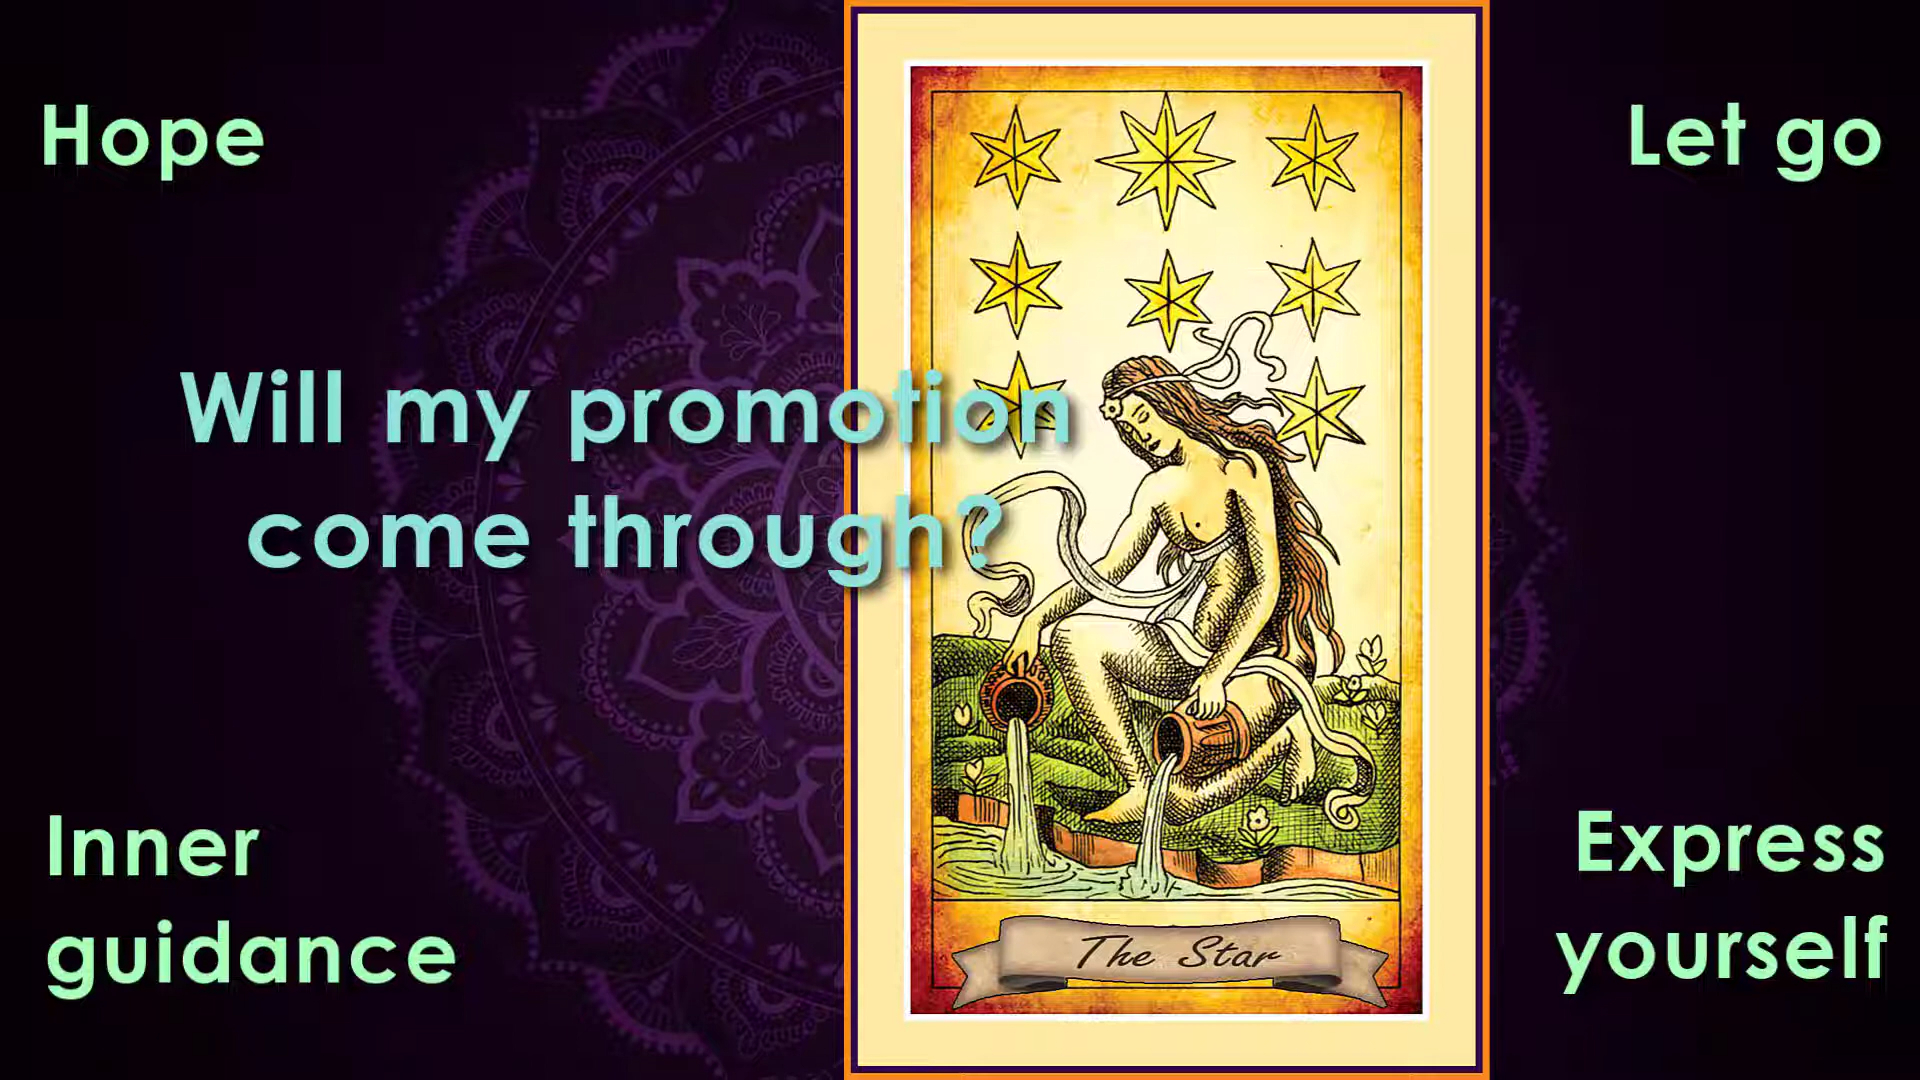 Hope
Let go
Will my promotion
come through?
Inner
guidance
Express
yourself
The Star